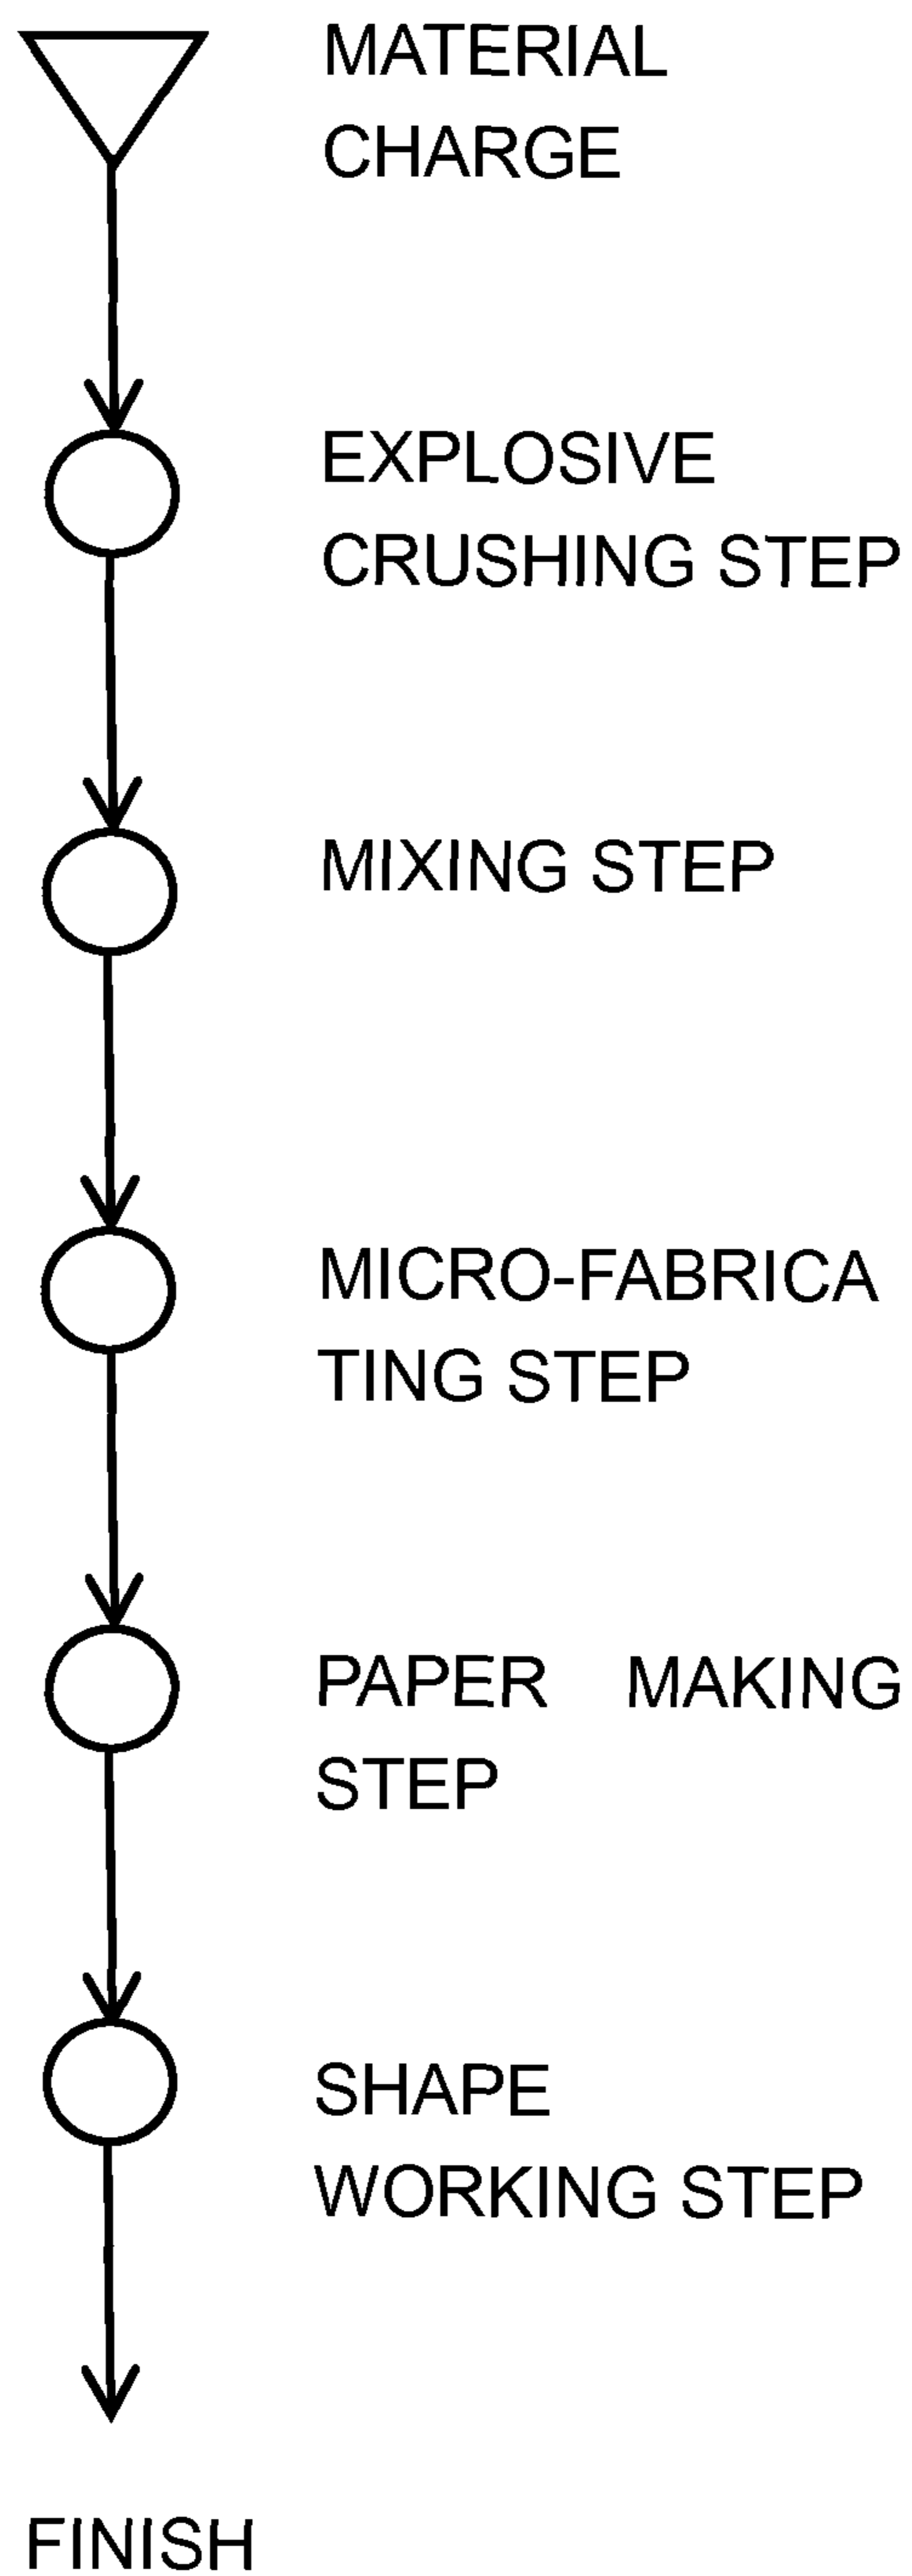 MATERIAL
CHARGE
EXPLOSIVE
CRUSHING STEP
MIXING STEP
MICRO-FABRICA
TING STEP
PAPER MAKING
STEP
SHAPE
WORKING STEP
FINISH